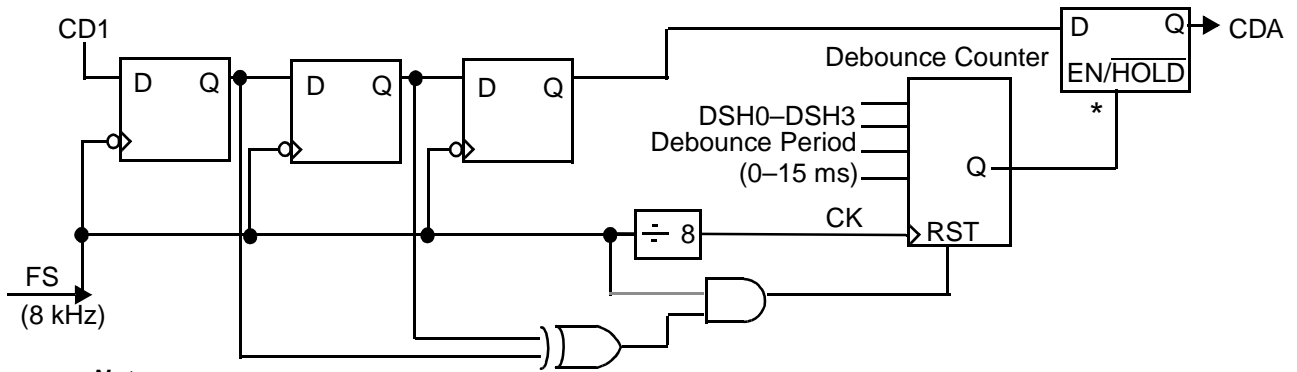 CD1
D Q
D Q
D Q
D Q
CDA
EN/HOLD
*
Debounce Counter
DSH0–DSH3
Debounce Period
(0–15 ms)
Q
CK
RST
÷ 8
FS
(8 kHz)